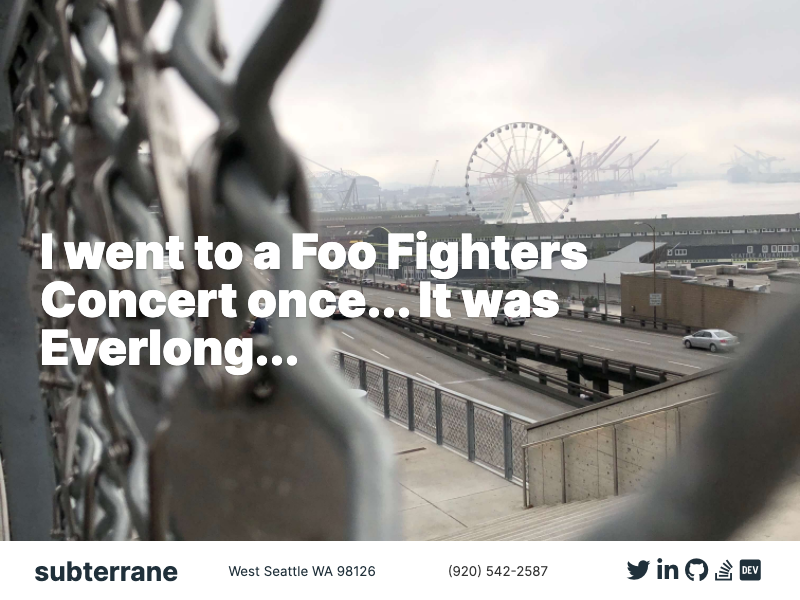 I went to a Foo Fighters
Concert once... It was
Everlong...
subterrane
West Seattle WA 98126
(920) 542-2587
DEV